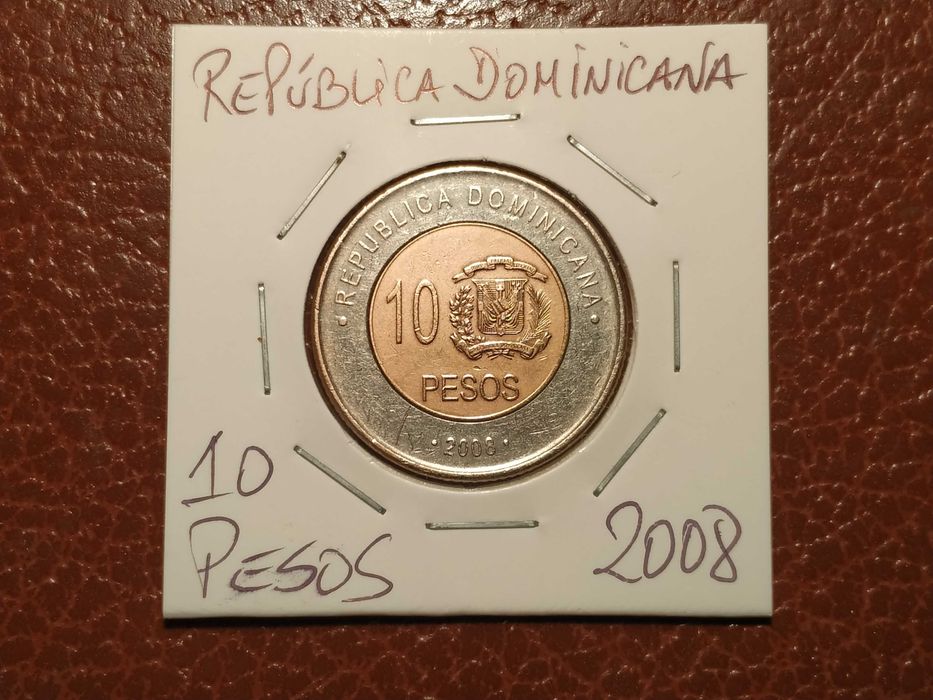 REPÚBLICA DOMINICANA
· REPUBLICA DOMINICANA ·
10
PESOS
· 2008 ·
10
PESOS
2008